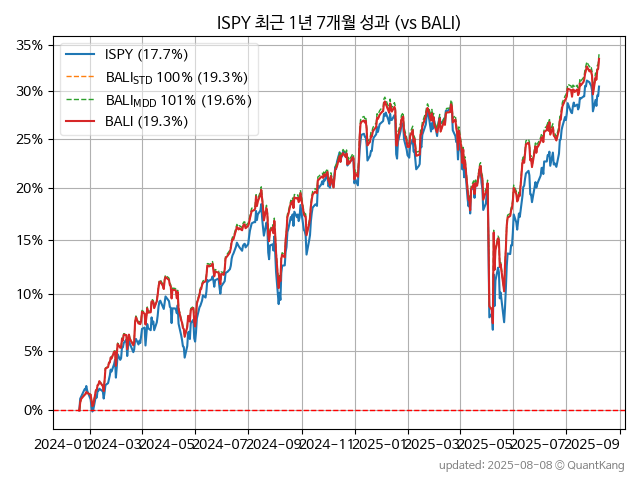 ISPY 최근 1년 7개월 성과 (vs BALI)
35%
30%
25%
20%
15%
10%
5%
0%
ISPY (17.7%)
BALI_STD 100% (19.3%)
BALI_MDD 101% (19.6%)
BALI (19.3%)
2024-01 2024-03 2024-05 2024-07 2024-09 2024-11 2025-01 2025-03 2025-05 2025-07 2025-09
updated: 2025-08-08 © QuantKang